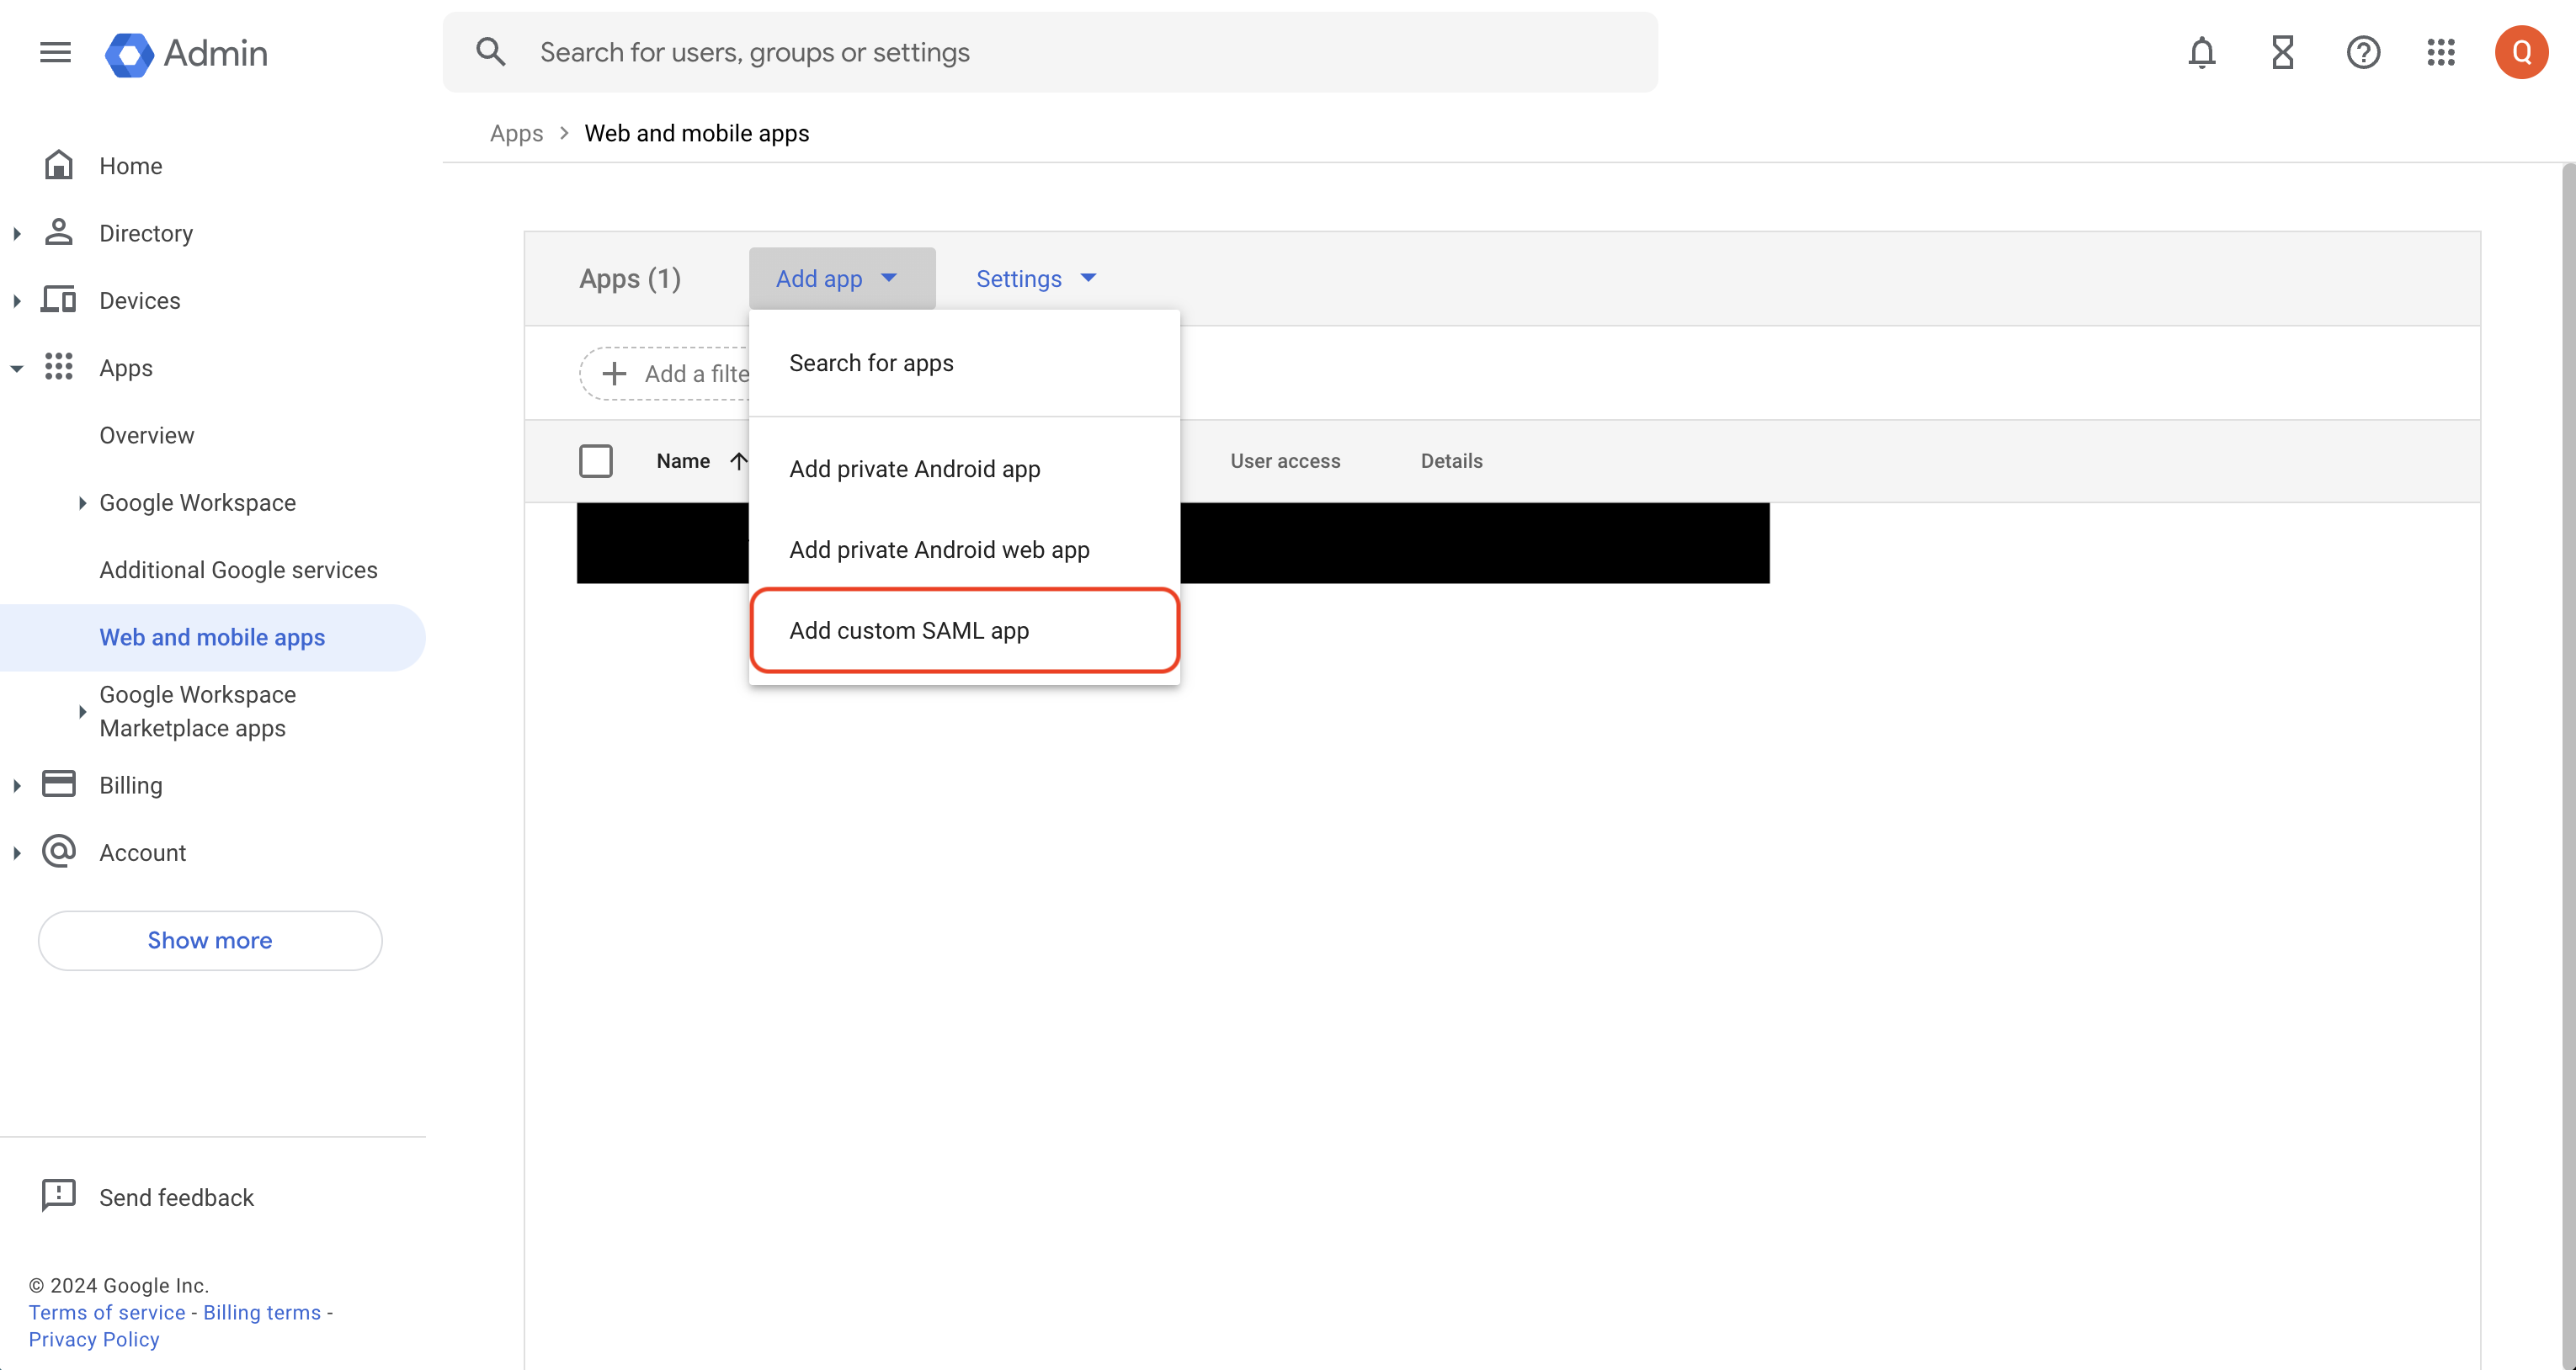 Admin
Search for users, groups or settings
Q
Apps > Web and mobile apps
Home
Directory
Devices
Apps
Overview
Google Workspace
Additional Google services
Web and mobile apps
Google Workspace
Marketplace apps
Billing
Account
Show more
Send feedback
© 2024 Google Inc.
Terms of service - Billing terms -
Privacy Policy
Apps (1)
Add app
Settings
Add a filte
Search for apps
Add private Android app
Add private Android web app
Add custom SAML app
Name
User access
Details